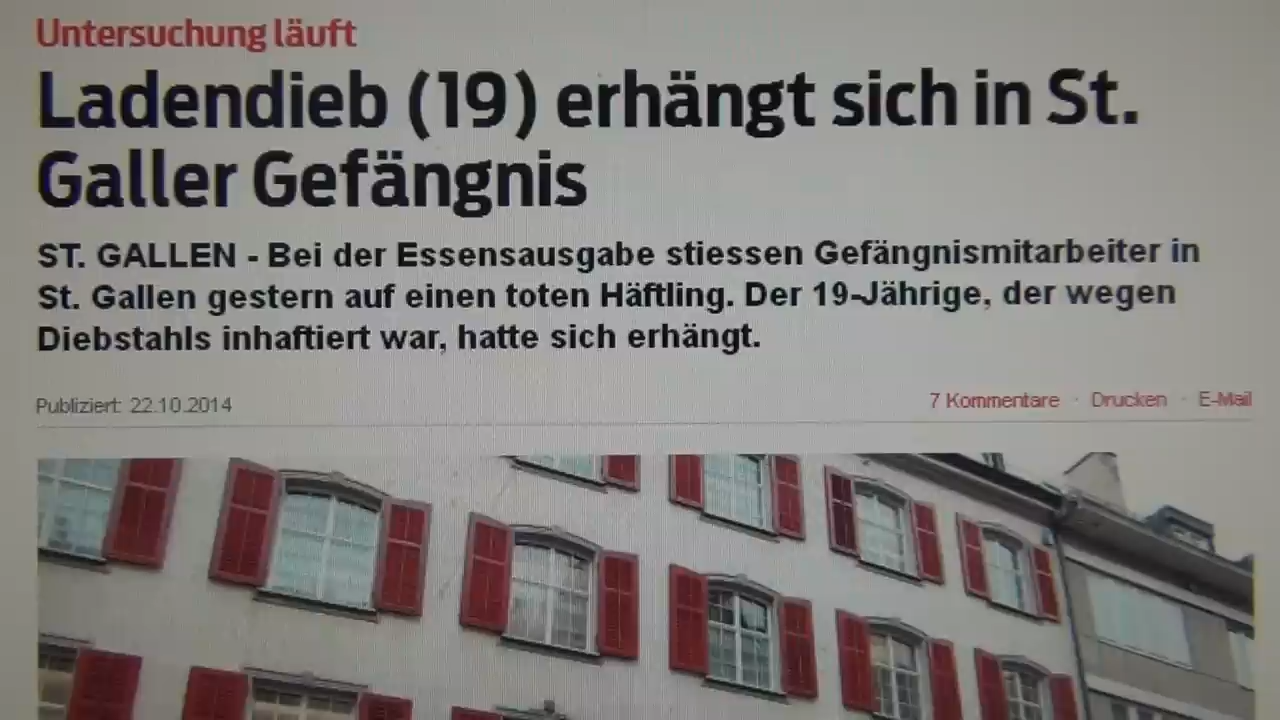 Untersuchung läuft
Ladendieb (19) erhängt sich in St.
Galler Gefängnis
ST. GALLEN - Bei der Essensausgabe stiessen Gefängnismitarbeiter in
St. Gallen gestern auf einen toten Häftling. Der 19-Jährige, der wegen
Diebstahls inhaftiert war, hatte sich erhängt.
Publiziert: 22.10.2014 7 Kommentare · Drucken · E-Mail